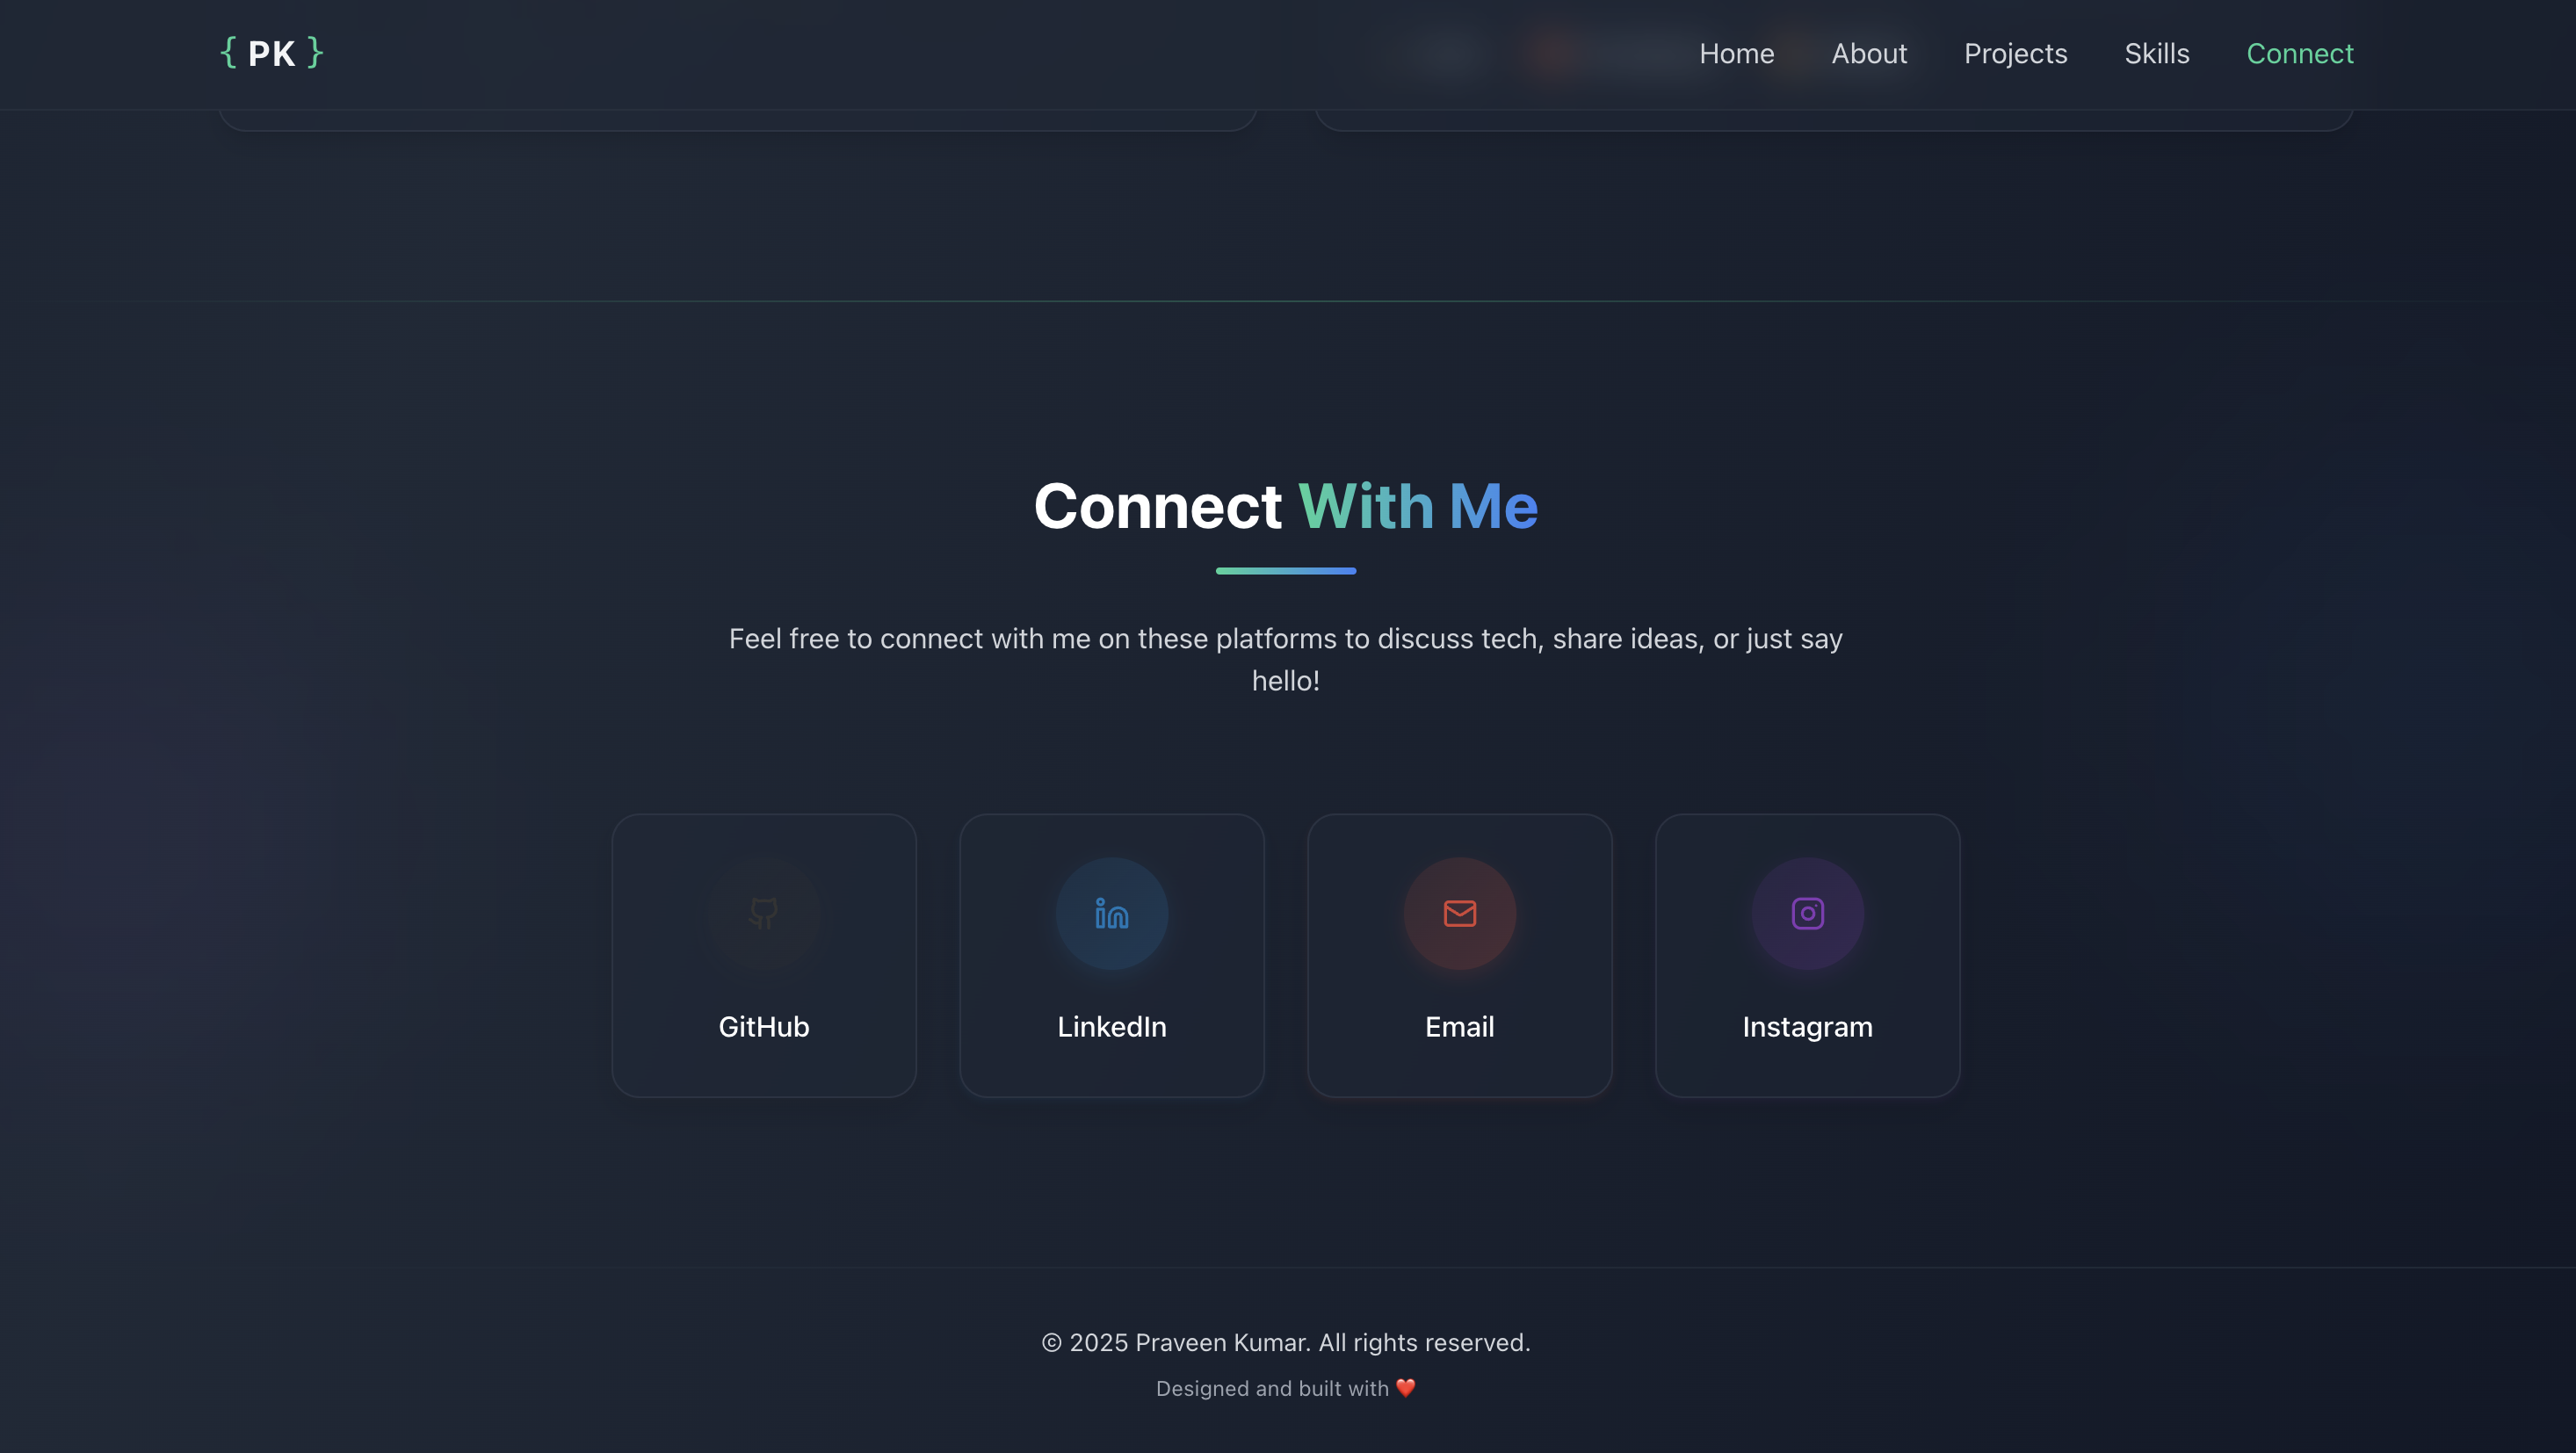 { PK }
Home About Projects Skills Connect
Connect With Me
Feel free to connect with me on these platforms to discuss tech, share ideas, or just say
hello!
GitHub LinkedIn Email Instagram
© 2025 Praveen Kumar. All rights reserved.
Designed and built with ❤️